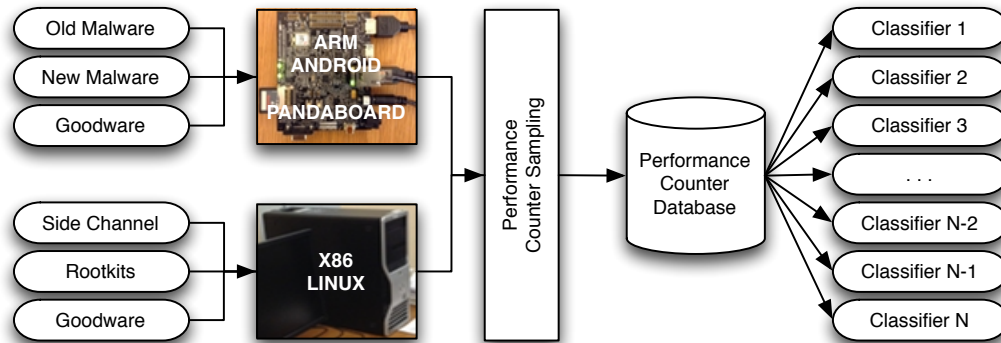 Old Malware
New Malware
Goodware
ARM
ANDROID
PANDABOARD
Side Channel
Rootkits
Goodware
X86
LINUX
Performance
Counter Sampling
Performance
Counter
Database
Classifier 1
Classifier 2
Classifier 3
. . .
Classifier N-2
Classifier N-1
Classifier N